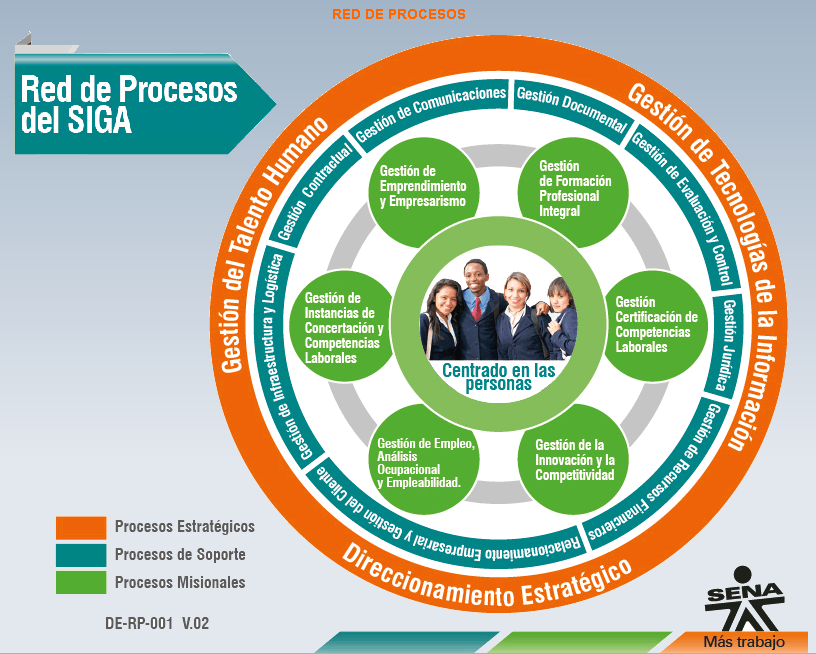 RED DE PROCESOS
Red de Procesos
del SIGA
Gestión del Talento Humano
Gestión de Tecnologías de la Información
Direccionamiento Estratégico
Gestión de Comunicaciones
Gestión Documental
Gestión de Evaluación y Control
Gestión Jurídica
Gestión de Recursos Financieros
Relacionamiento Empresarial y Gestión del Cliente
Gestión de Infraestructura y Logística
Gestión Contractual
Gestión de
Emprendimiento
y Empresarismo
Gestión
de Formación
Profesional
Integral
Gestión de
Instancias de
Concertación y
Competencias
Laborales
Gestión
Certificación de
Competencias
Laborales
Centrado en las
personas
Gestión de Empleo,
Análisis
Ocupacional
y Empleabilidad.
Gestión de la
Innovación y la
Competitividad
Procesos Estratégicos
Procesos de Soporte
Procesos Misionales
DE-RP-001 V.02
SENA
Más trabajo